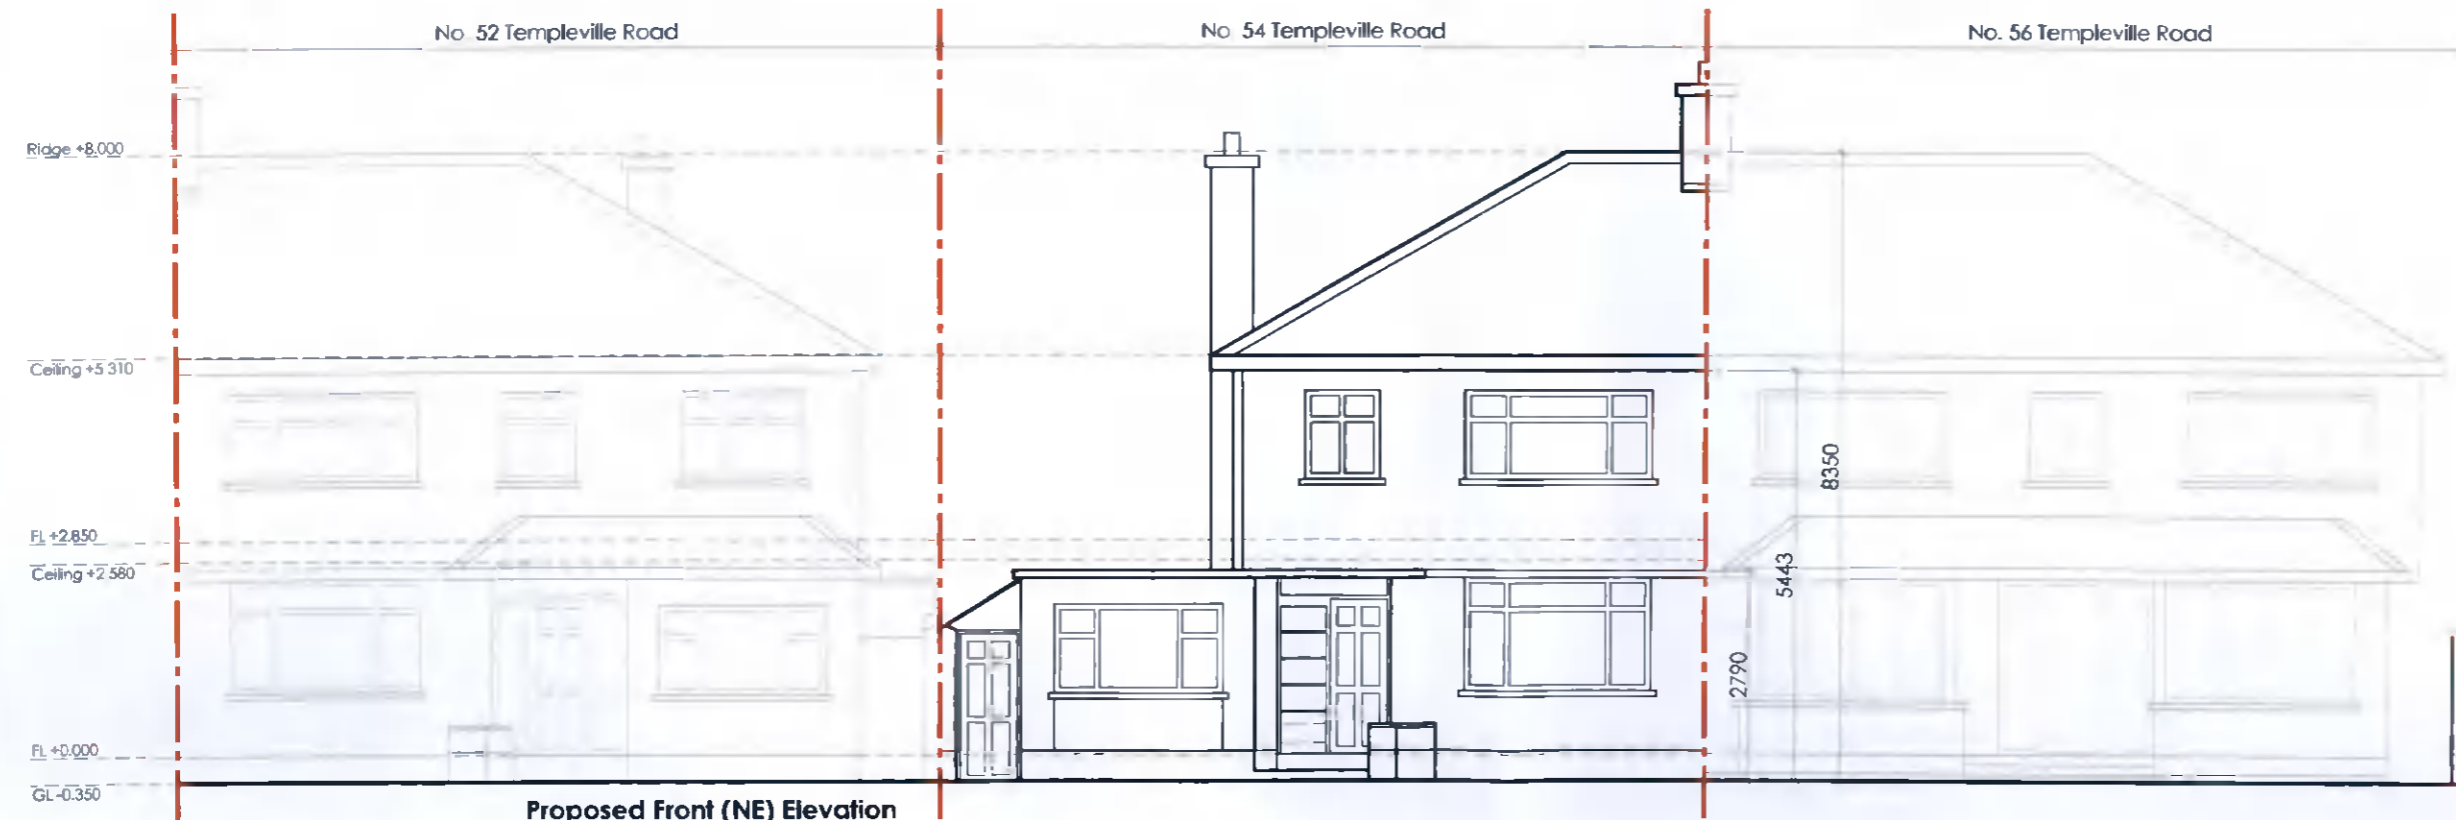 No 52 Templeville Road
No 54 Templeville Road
No. 56 Templeville Road
Ridge +8.000
Ceiling +5 310
FL +2.850
Ceiling +2 580
FL +0.000
GL -0.350
8350
5443
2790
Proposed Front (NE) Elevation